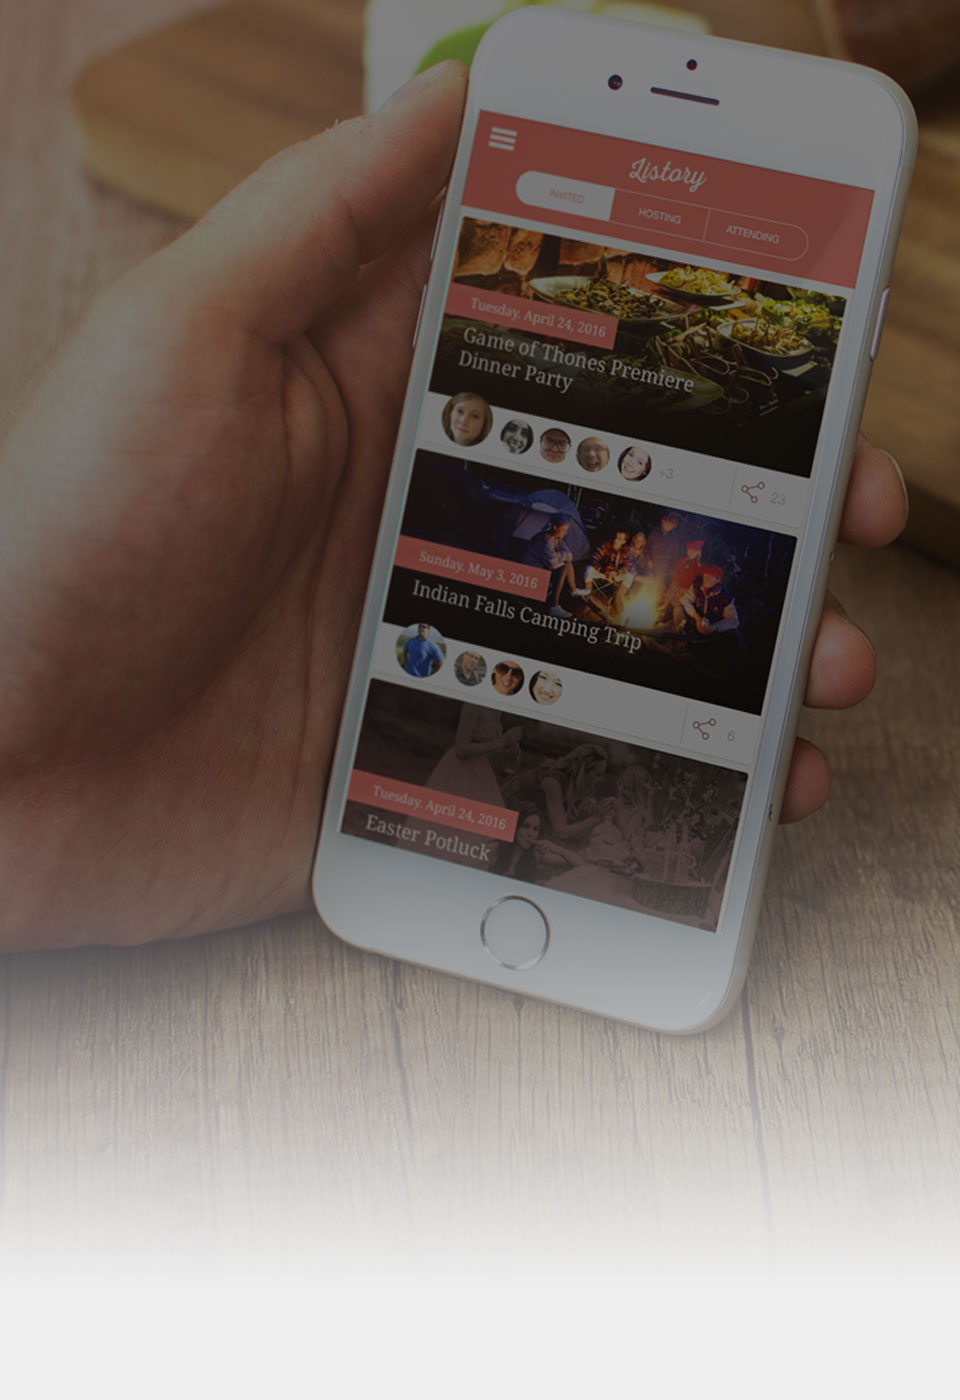 Listory
INVITED
HOSTING
ATTENDING
Tuesday. April 24, 2016
Game of Thones Premiere
Dinner Party
+3
23
Sunday. May 3, 2016
Indian Falls Camping Trip
6
Tuesday. April 24, 2016
Easter Potluck